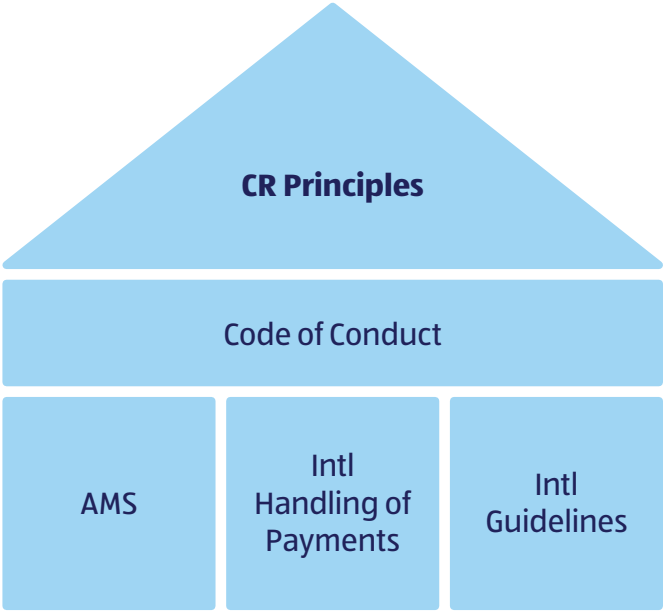 CR Principles
Code of Conduct
AMS
Intl
Handling of
Payments
Intl
Guidelines